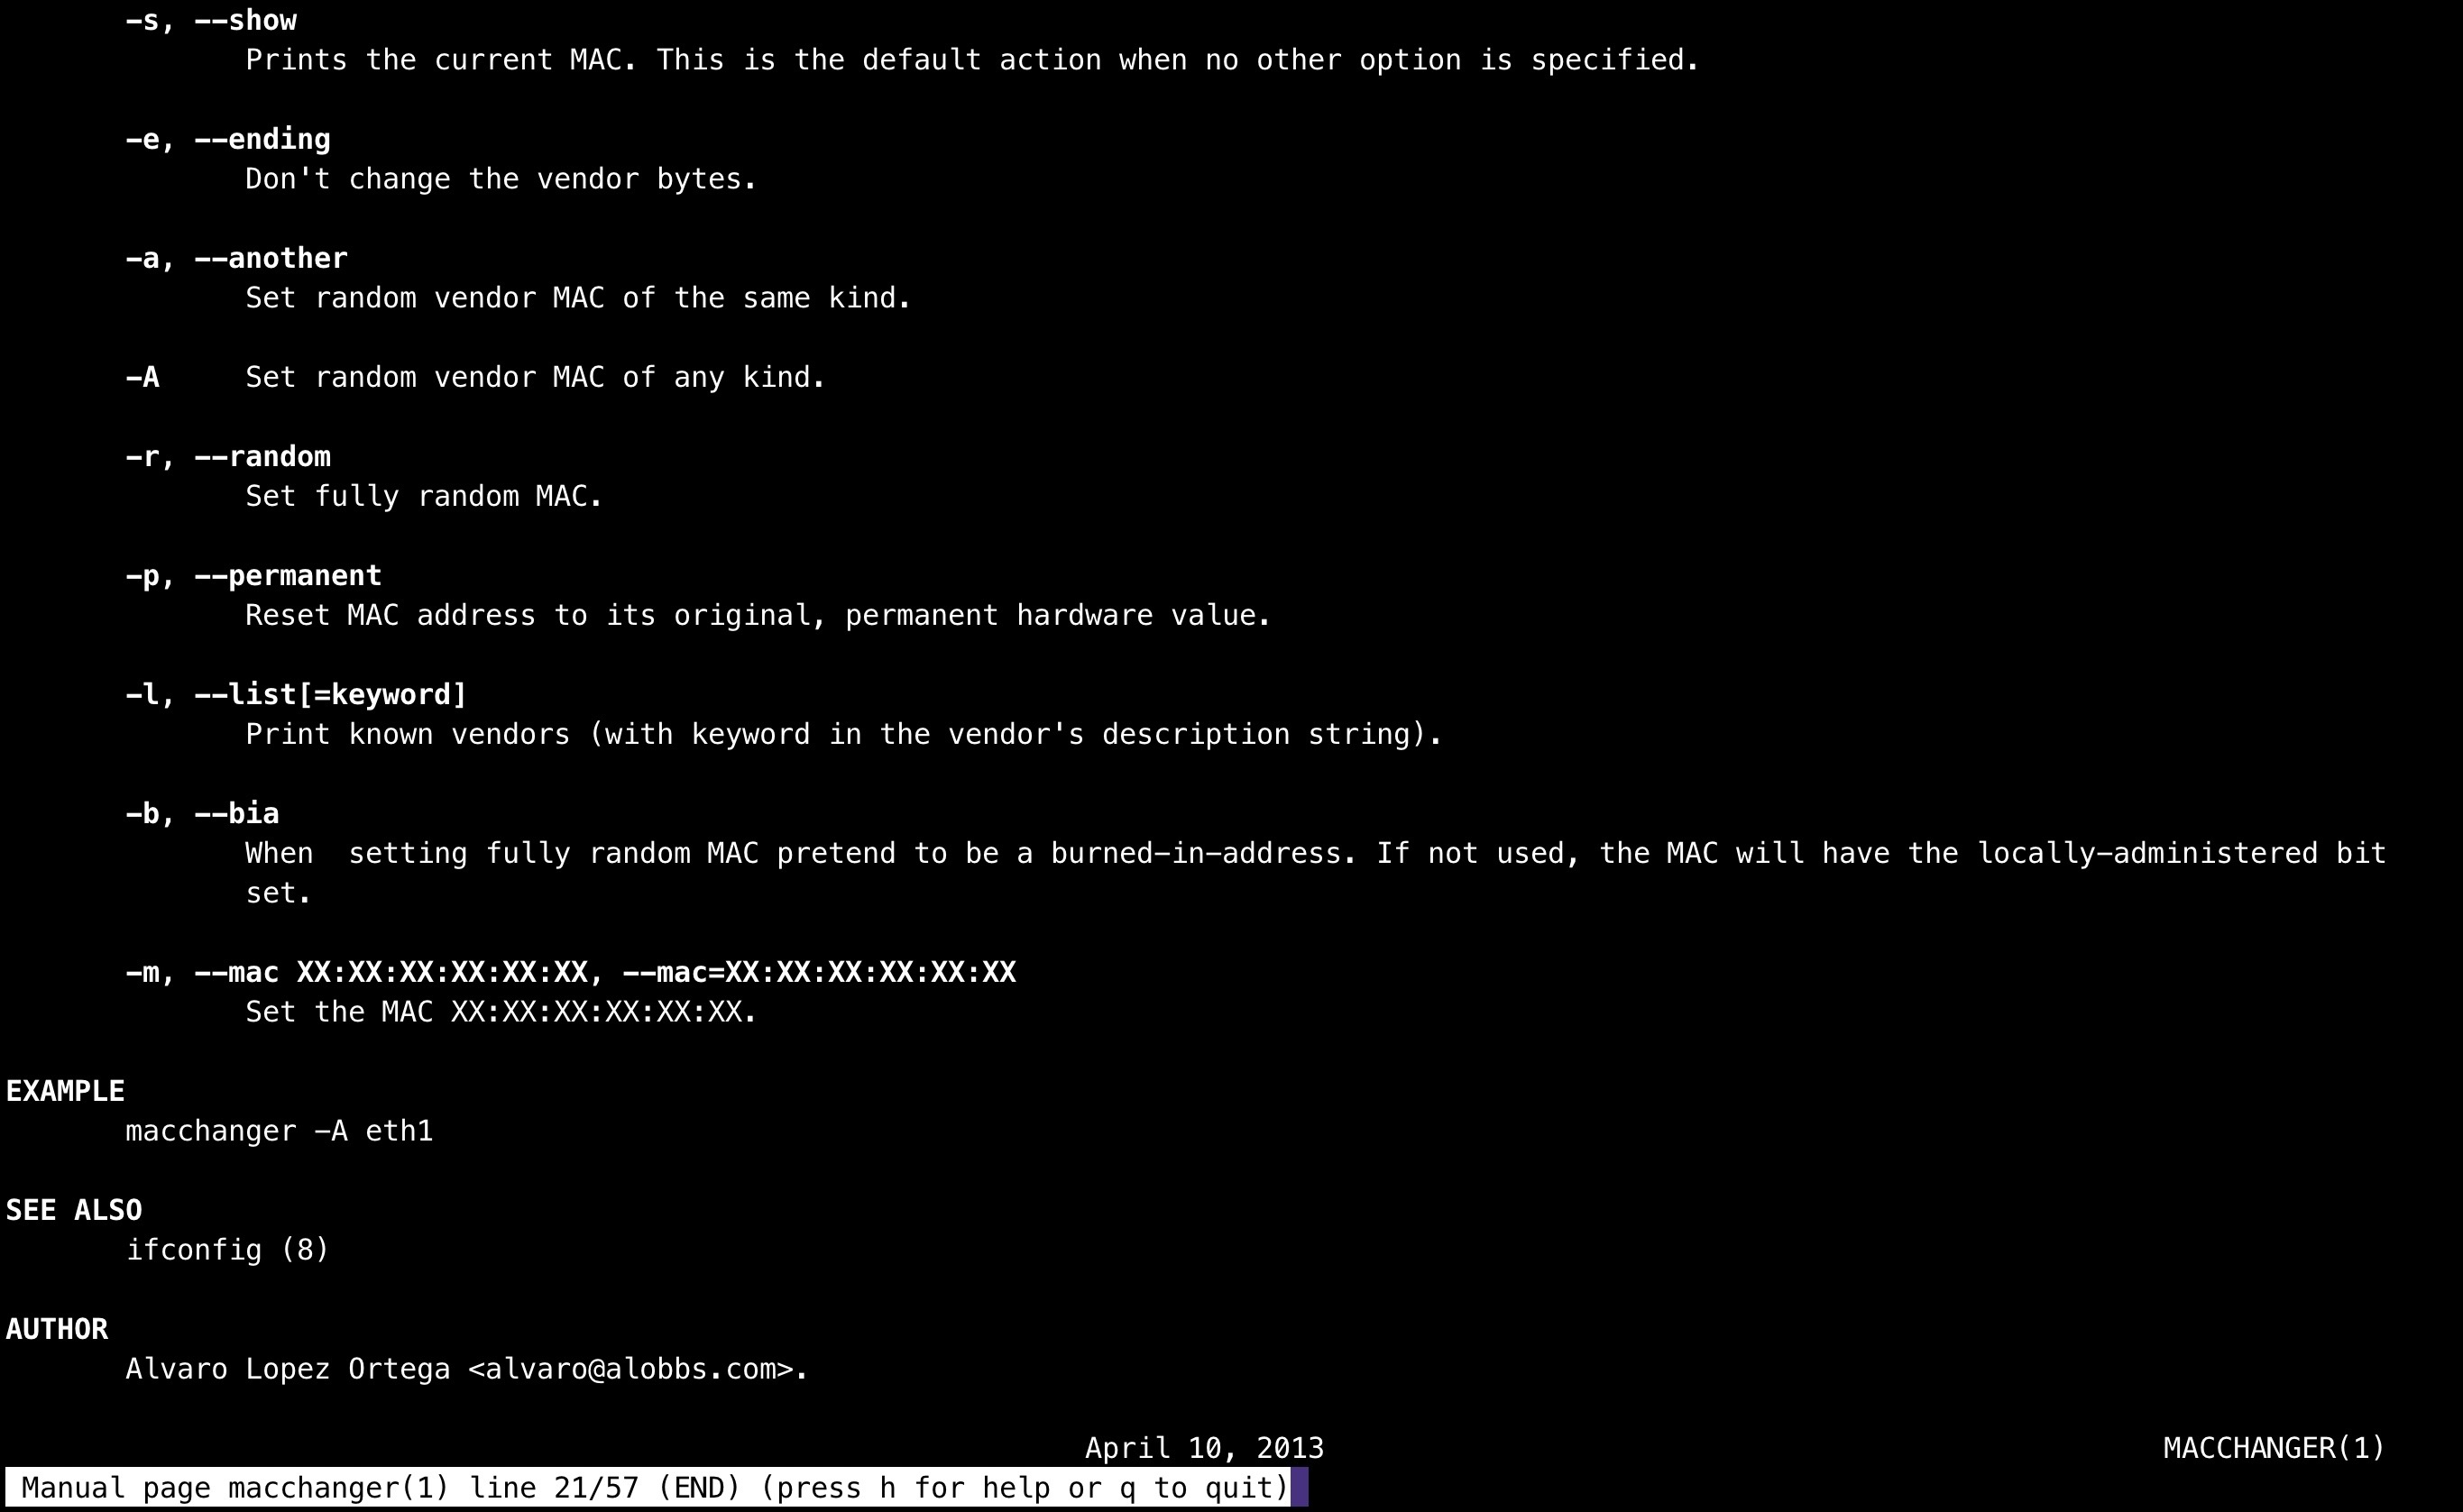 -s, --show
Prints the current MAC. This is the default action when no other option is specified.
-e, --ending
Don't change the vendor bytes.
-a, --another
Set random vendor MAC of the same kind.
-A     Set random vendor MAC of any kind.
-r, --random
Set fully random MAC.
-p, --permanent
Reset MAC address to its original, permanent hardware value.
-l, --list[=keyword]
Print known vendors (with keyword in the vendor's description string).
-b, --bia
When  setting fully random MAC pretend to be a burned-in-address. If not used, the MAC will have the locally-administered bit
set.
-m, --mac XX:XX:XX:XX:XX:XX, --mac=XX:XX:XX:XX:XX:XX
Set the MAC XX:XX:XX:XX:XX:XX.
EXAMPLE
macchanger -A eth1
SEE ALSO
ifconfig (8)
AUTHOR
Alvaro Lopez Ortega <alvaro@alobbs.com>.
April 10, 2013     MACCHANGER(1)
Manual page macchanger(1) line 21/57 (END) (press h for help or q to quit)